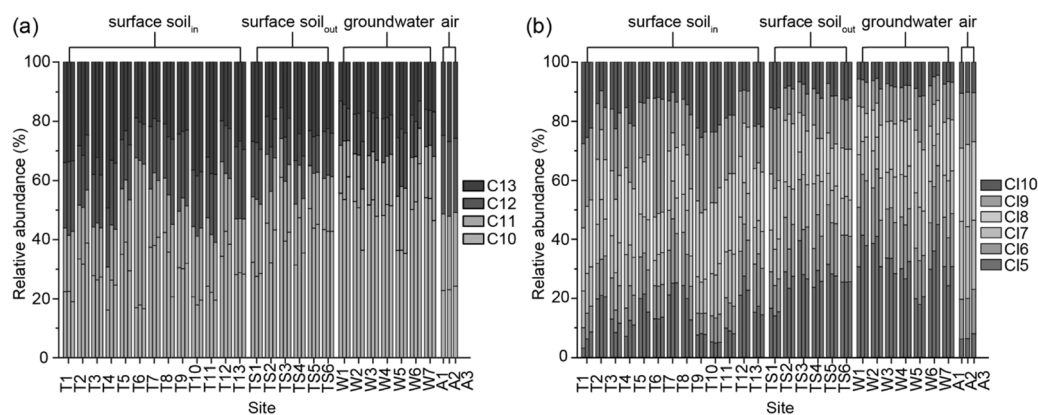 (a)
surface soil_in surface soil_out groundwater air
Relative abundance (%)
100
80
60
40
20
0
C13
C12
C11
C10
T1 T2 T3 T4 T5 T6 T7 T8 T9 T10 T11 T12 T13 TS1 TS2 TS3 TS4 TS5 TS6 W1 W2 W3 W4 W5 W6 W7 A1 A2 A3
Site
(b)
surface soil_in surface soil_out groundwater air
Relative abundance (%)
100
80
60
40
20
0
Cl10
Cl9
Cl8
Cl7
Cl6
Cl5
T1 T2 T3 T4 T5 T6 T7 T8 T9 T10 T11 T12 T13 TS1 TS2 TS3 TS4 TS5 TS6 W1 W2 W3 W4 W5 W6 W7 A1 A2 A3
Site